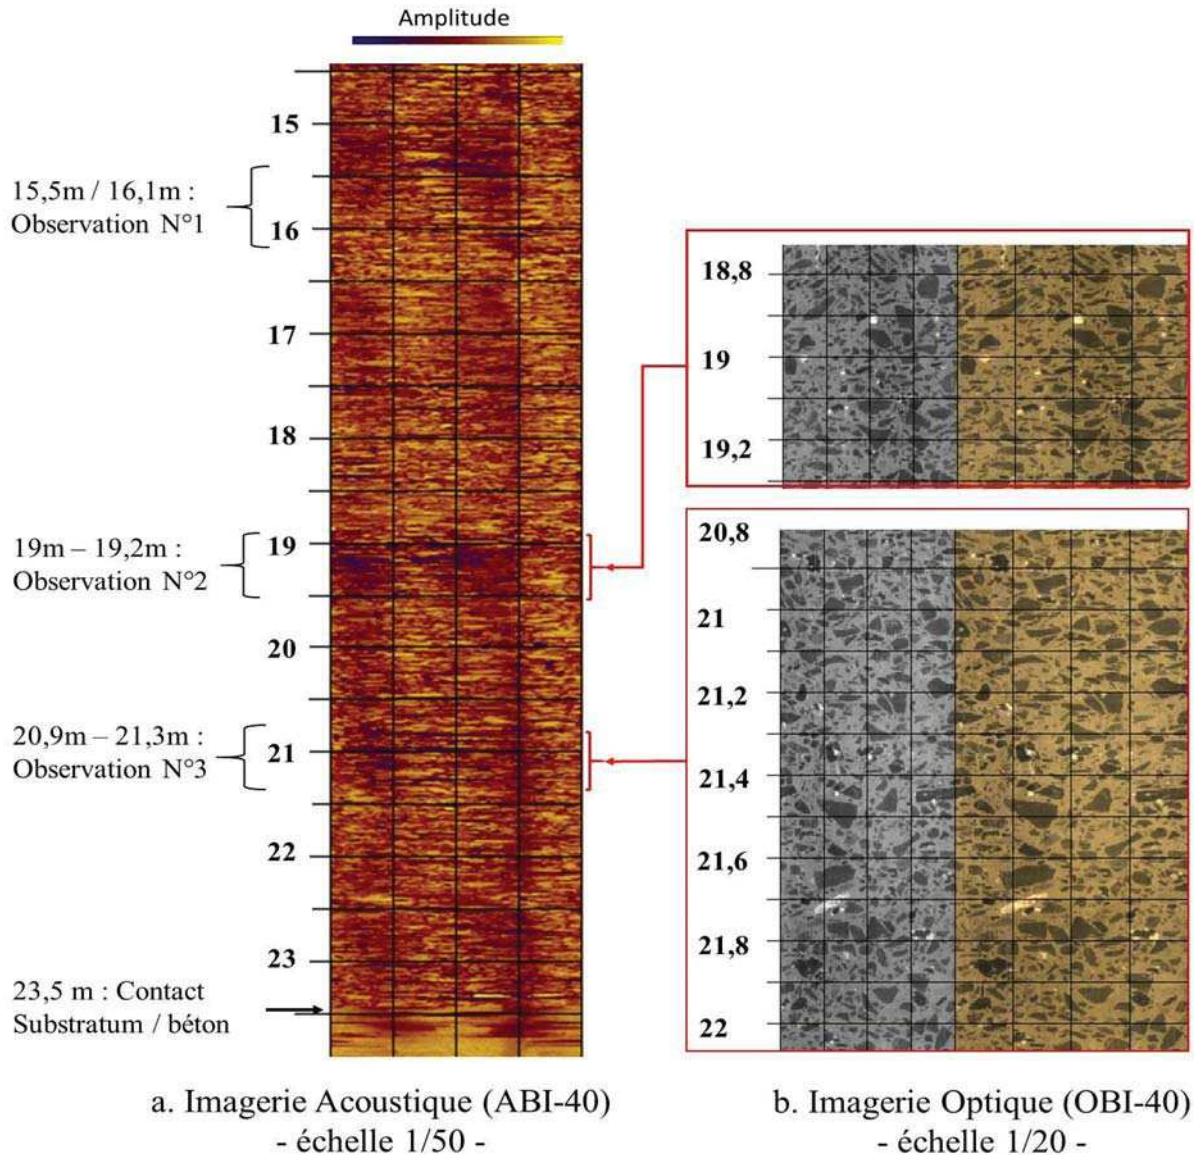 Amplitude
15
15,5m / 16,1m :
Observation N°1
16
17
18
19
19m – 19,2m :
Observation N°2
20
20,9m – 21,3m :
Observation N°3
21
22
23
23,5 m : Contact
Substratum / béton
18,8
19
19,2
20,8
21
21,2
21,4
21,6
21,8
22
a. Imagerie Acoustique (ABI-40)
- échelle 1/50 -
b. Imagerie Optique (OBI-40)
- échelle 1/20 -